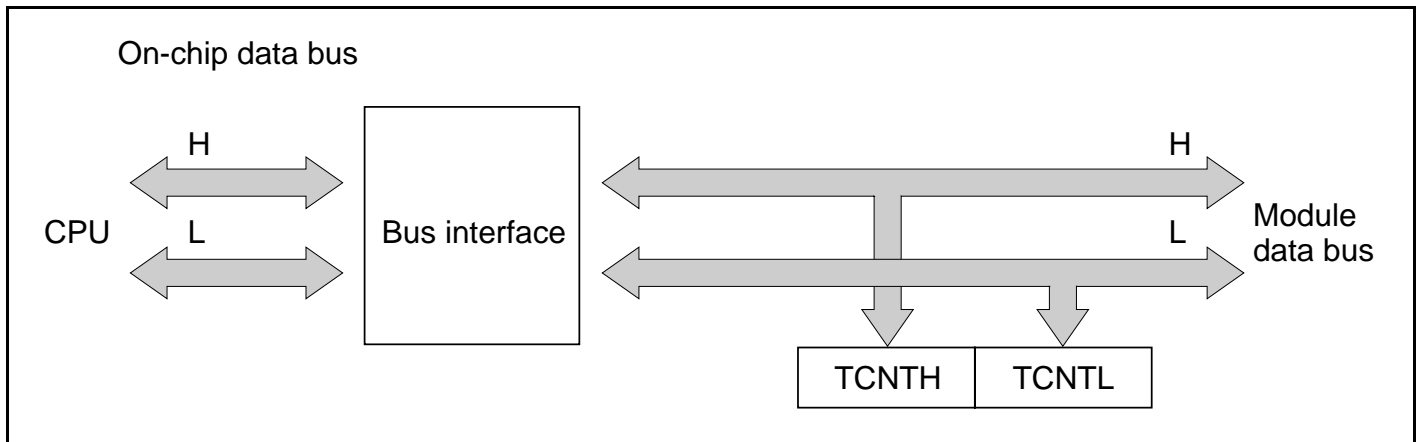 On-chip data bus
H
H
CPU
L
Bus interface
L
Module
data bus
TCNTH
TCNTL